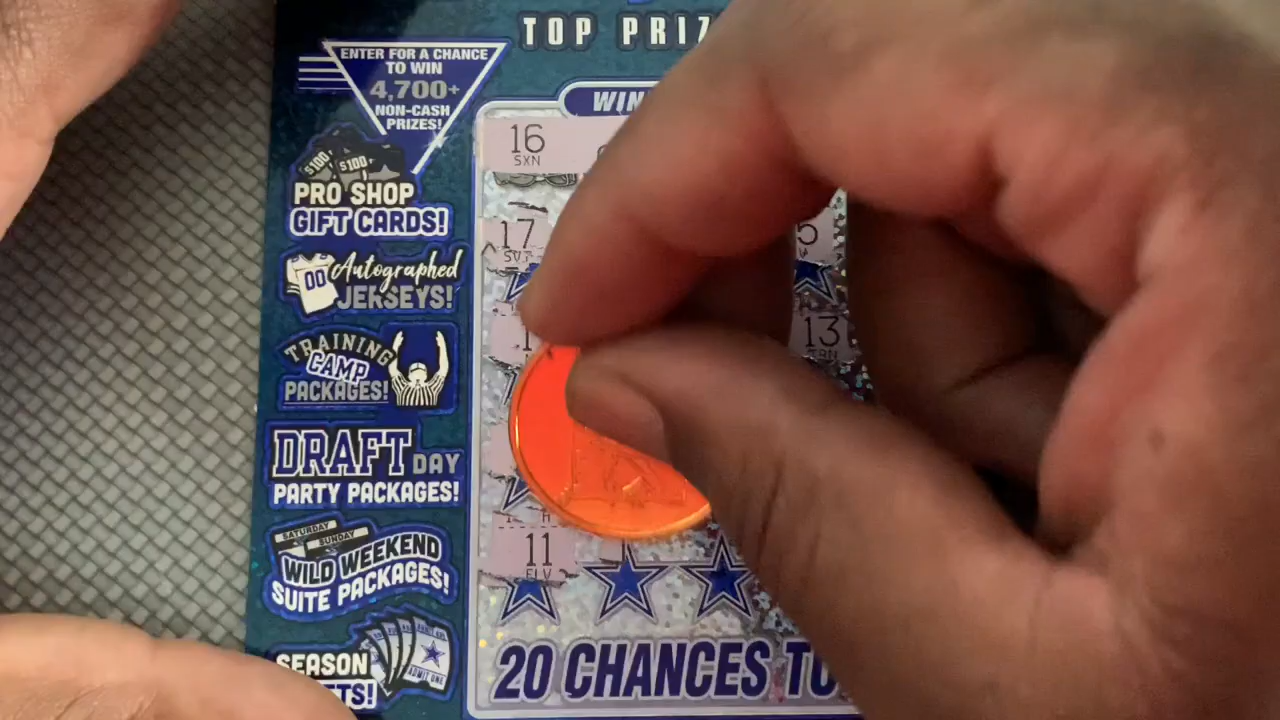 TOP PRIZ
ENTER FOR A CHANCE
TO WIN
4,700+
NON-CASH
PRIZES!
WIN
16
SXN
$100
$100
PRO SHOP
GIFT CARDS!
17
5
00
Autographed
JERSEYS!
13
TRAINING
CAMP
PACKAGES!
DRAFT DAY
PARTY PACKAGES!
11
ELV
SATURDAY
SUNDAY
WILD WEEKEND
SUITE PACKAGES!
SEASON
ADMIT ONE
20 CHANCES TO